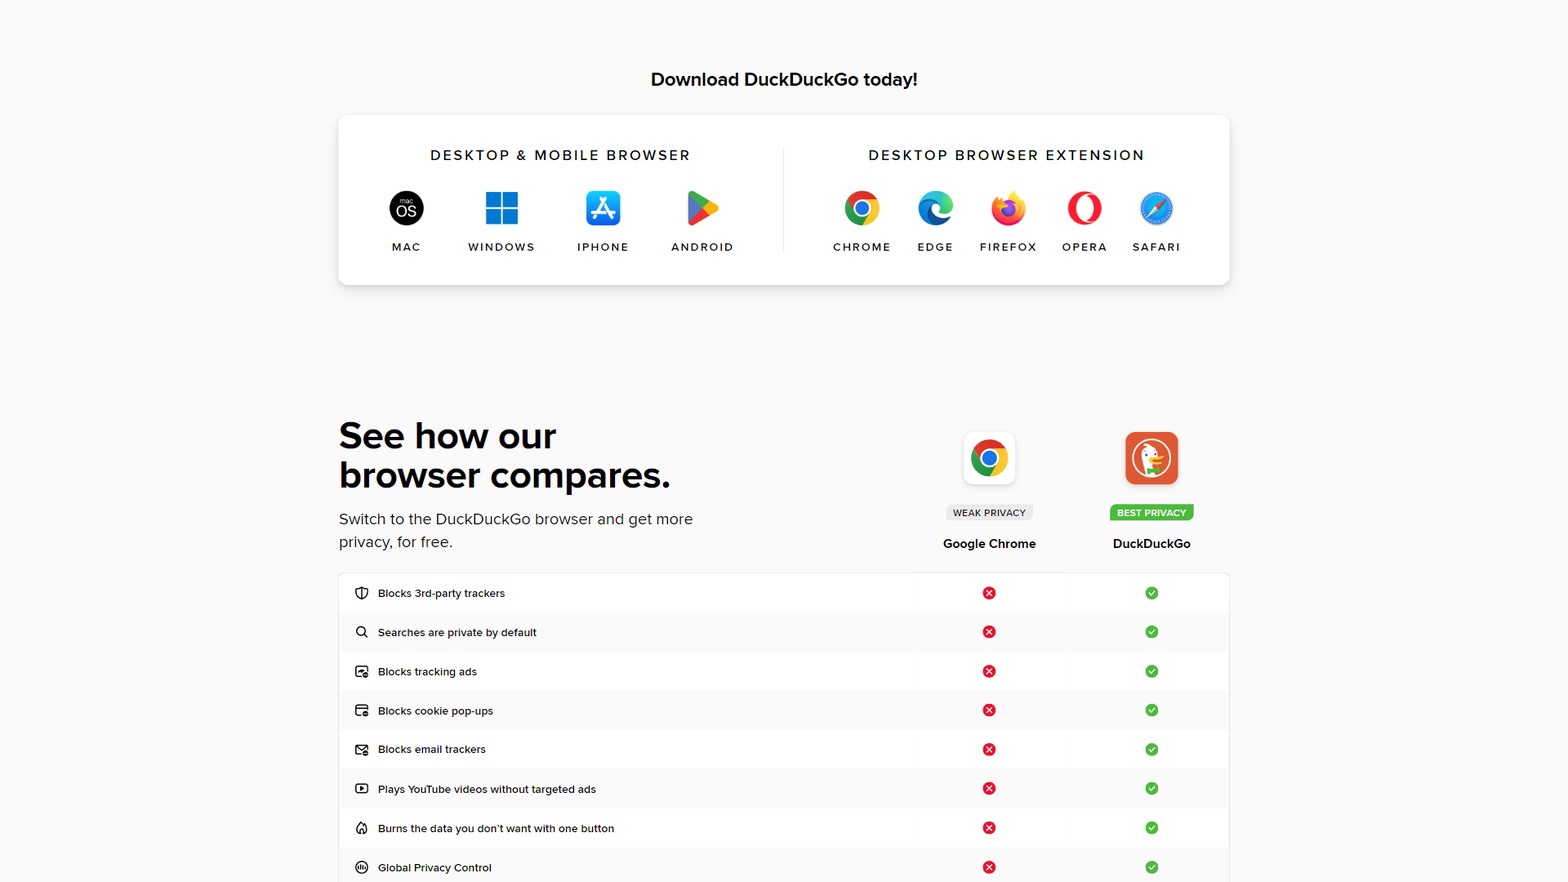 Download DuckDuckGo today!
DESKTOP & MOBILE BROWSER
mac
OS
MAC
WINDOWS
IPHONE
ANDROID
DESKTOP BROWSER EXTENSION
CHROME
EDGE
FIREFOX
OPERA
SAFARI
See how our
browser compares.
Switch to the DuckDuckGo browser and get more
privacy, for free.
WEAK PRIVACY
Google Chrome
BEST PRIVACY
DuckDuckGo
Blocks 3rd-party trackers
Searches are private by default
Blocks tracking ads
Blocks cookie pop-ups
Blocks email trackers
Plays YouTube videos without targeted ads
Burns the data you don’t want with one button
Global Privacy Control